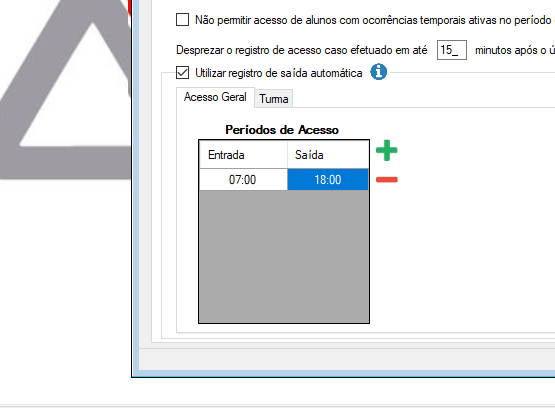 Não permitir acesso de alunos com ocorrências temporais ativas no período
Desprezar o registro de acesso caso efetuado em até 15_ minutos após o ú
Utilizar registro de saída automática
Acesso Geral Turma
Períodos de Acesso
Entrada Saída
07:00 18:00